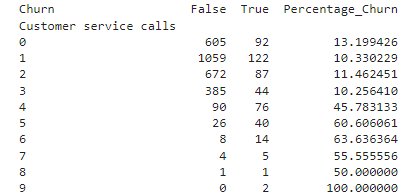 Churn False True Percentage_Churn
Customer service calls
0 605 92 13.199426
1 1059 122 10.330229
2 672 87 11.462451
3 385 44 10.256410
4 90 76 45.783133
5 26 40 60.606061
6 8 14 63.636364
7 4 5 55.555556
8 1 1 50.000000
9 0 2 100.000000